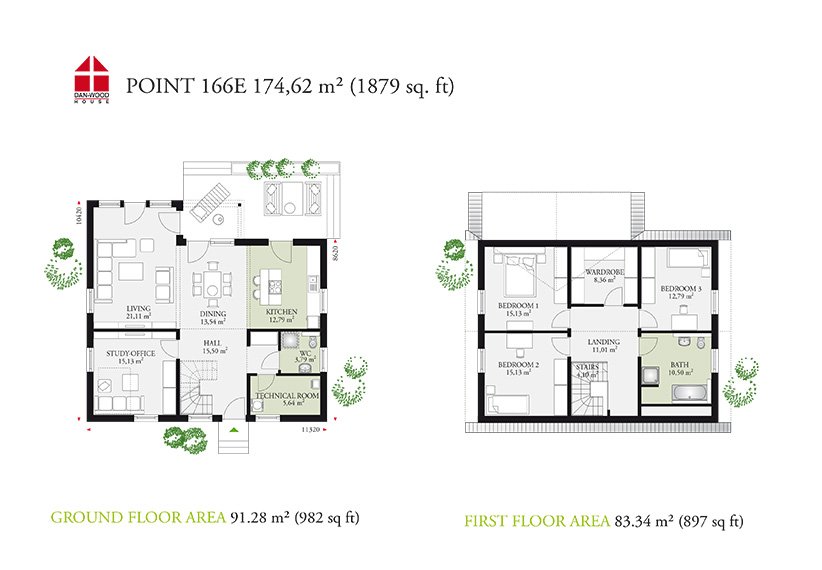 DAN-WOOD
HOUSE
POINT 166E 174,62 m² (1879 sq. ft)
10420
8620
LIVING
21,11 m²
DINING
13,54 m²
KITCHEN
12,79 m²
HALL
15,50 m²
STUDY-OFFICE
15,13 m²
WC
3,79 m²
TECHNICAL ROOM
5,64 m²
11320
WARDROBE
8,36 m²
BEDROOM 3
12,79 m²
BEDROOM 1
15,13 m²
LANDING
11,01 m²
BEDROOM 2
15,13 m²
STAIRS
4,10 m²
BATH
10,50 m²
GROUND FLOOR AREA 91.28 m² (982 sq ft)
FIRST FLOOR AREA 83.34 m² (897 sq ft)